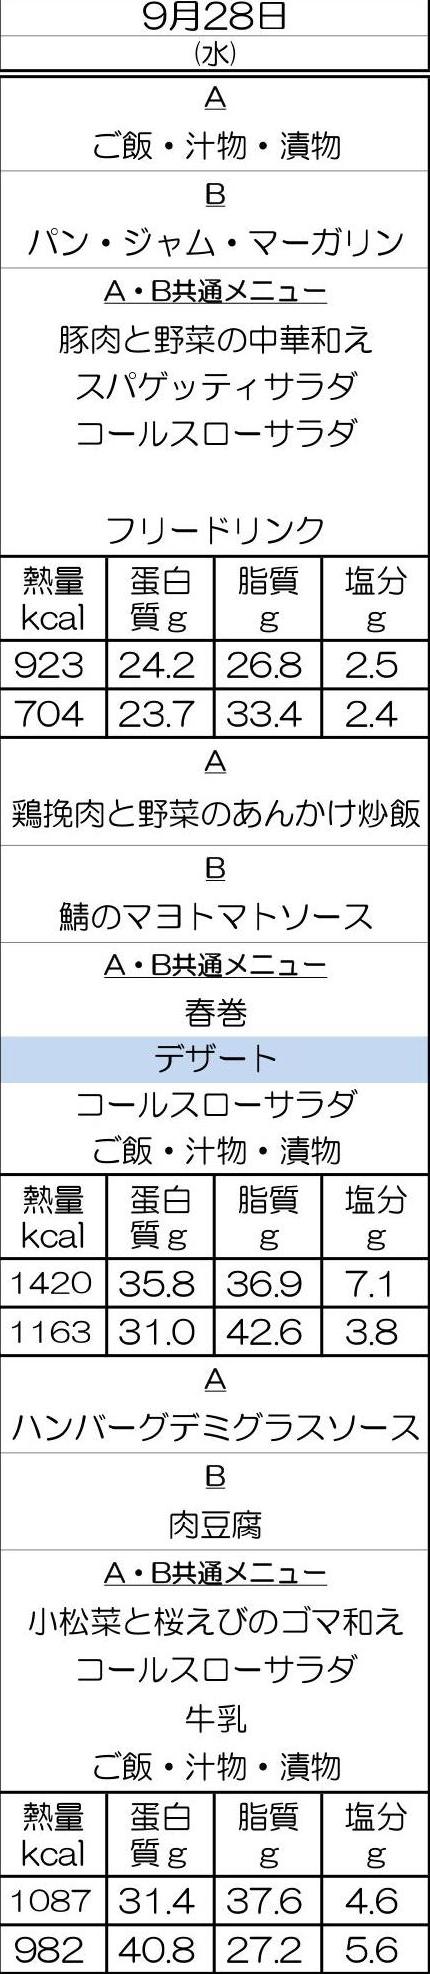 9月28日
(水)
A
ご飯・汁物・漬物
B
パン・ジャム・マーガリン
A・B共通メニュー
豚肉と野菜の中華和え
スパゲッティサラダ
コールスローサラダ
フリードリンク
熱量 蛋白 脂質 塩分
kcal 質g g g
923 24.2 26.8 2.5
704 23.7 33.4 2.4
A
鶏挽肉と野菜のあんかけ炒飯
B
鯖のマヨトマトソース
A・B共通メニュー
春巻
デザート
コールスローサラダ
ご飯・汁物・漬物
熱量 蛋白 脂質 塩分
kcal 質g g g
1420 35.8 36.9 7.1
1163 31.0 42.6 3.8
A
ハンバーグデミグラスソース
B
肉豆腐
A・B共通メニュー
小松菜と桜えびのゴマ和え
コールスローサラダ
牛乳
ご飯・汁物・漬物
熱量 蛋白 脂質 塩分
kcal 質g g g
1087 31.4 37.6 4.6
982 40.8 27.2 5.6